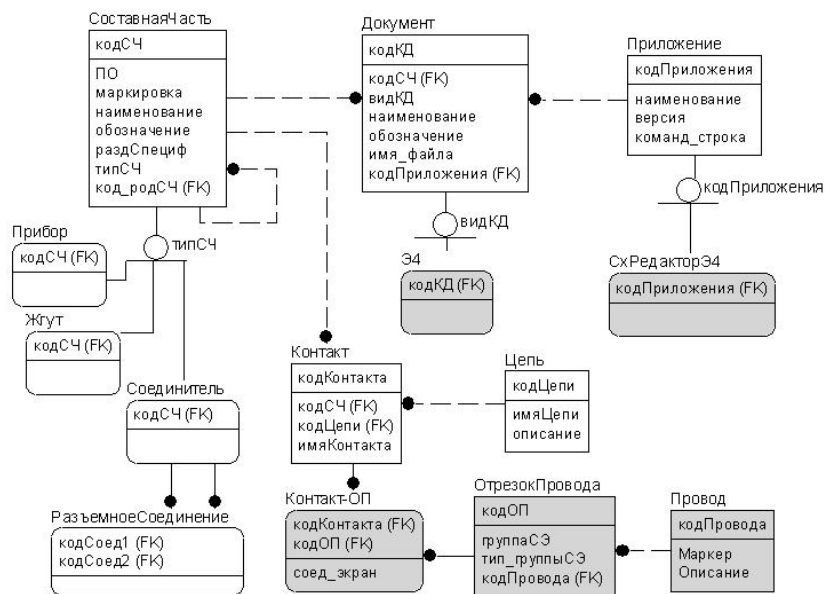 СоставнаяЧасть
кодСЧ
ПО
маркировка
наименование
обозначение
раздСпециф
типСЧ
код_родСЧ (FK)
Документ
кодКД
кодСЧ (FK)
видКД
наименование
обозначение
имя_файла
кодПриложения (FK)
Приложение
кодПриложения
наименование
версия
команд_строка
типСЧ
видКД
кодПриложения
Прибор
кодСЧ (FK)
Жгут
кодСЧ (FK)
Соединитель
кодСЧ (FK)
РазъемноеСоединение
кодСоед1 (FK)
кодСоед2 (FK)
Э4
кодКД (FK)
СхРедакторЭ4
кодПриложения (FK)
Контакт
кодКонтакта
кодСЧ (FK)
кодЦепи (FK)
имяКонтакта
Цепь
кодЦепи
имяЦепи
описание
Контакт-ОП
кодКонтакта (FK)
кодОП (FK)
соед_экран
ОтрезокПровода
кодОП
группаСЭ
тип_группыСЭ
кодПровода (FK)
Провод
кодПровода
Маркер
Описание